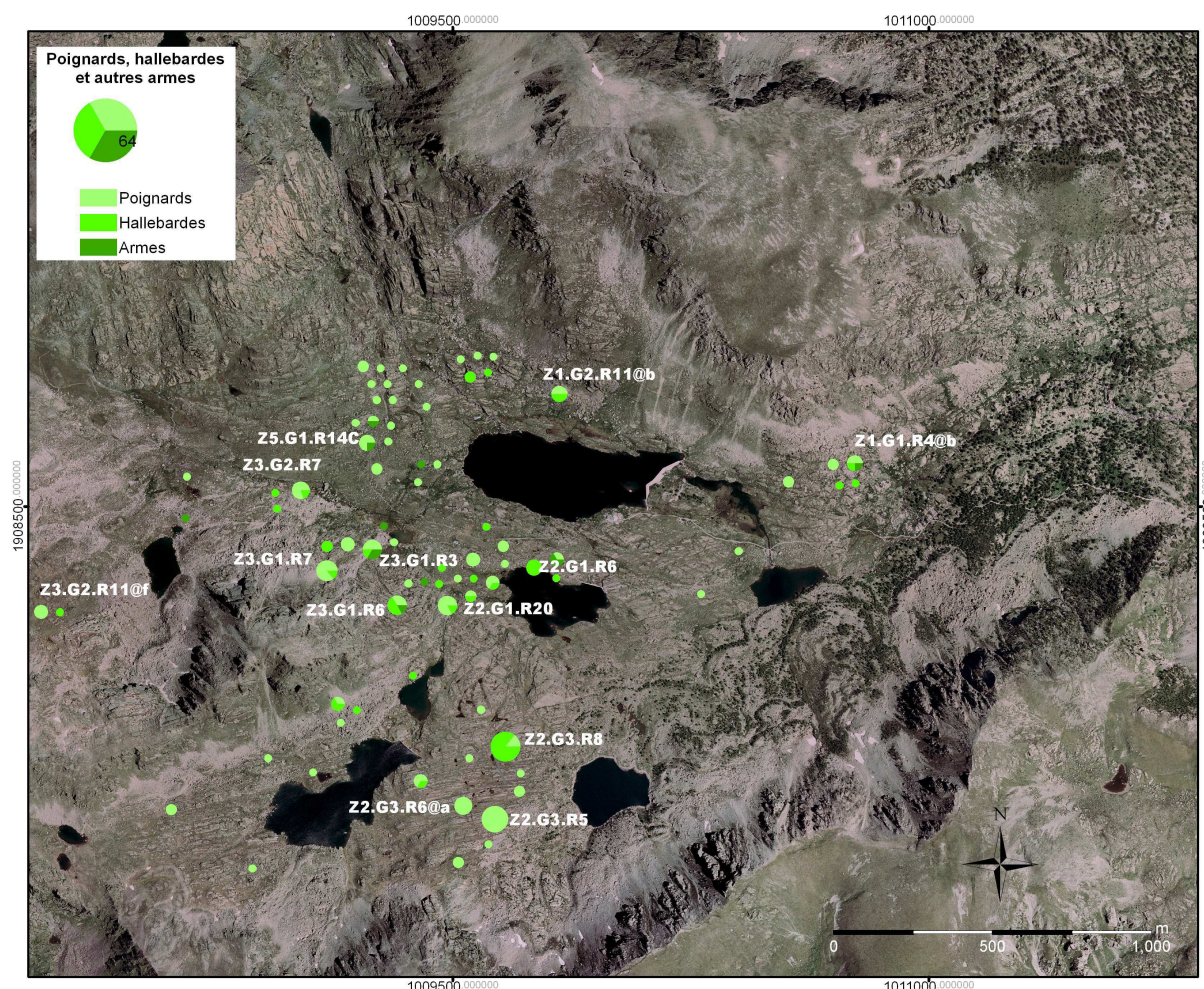 1009500.000000
1011000.000000
Poignards, hallebardes
et autres armes
64
Poignards
Hallebardes
Armes
Z1.G2.R11@b
Z5.G1.R14C
Z1.G1.R4@b
Z3.G2.R7
1908500.000000
Z3.G1.R7
Z3.G1.R3
Z2.G1.R6
Z3.G2.R11@f
Z3.G1.R6
Z2.G1.R20
Z2.G3.R8
Z2.G3.R6@a
Z2.G3.R5
N
m
0
500
1,000
1009500.000000
1011000.000000